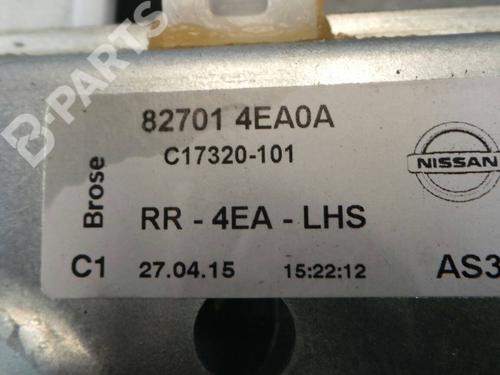 82701 4EA0A
C17320-101
Brose
NISSAN
RR - 4EA - LHS
C1 27.04.15 15:22:12 AS3
B-PARTS